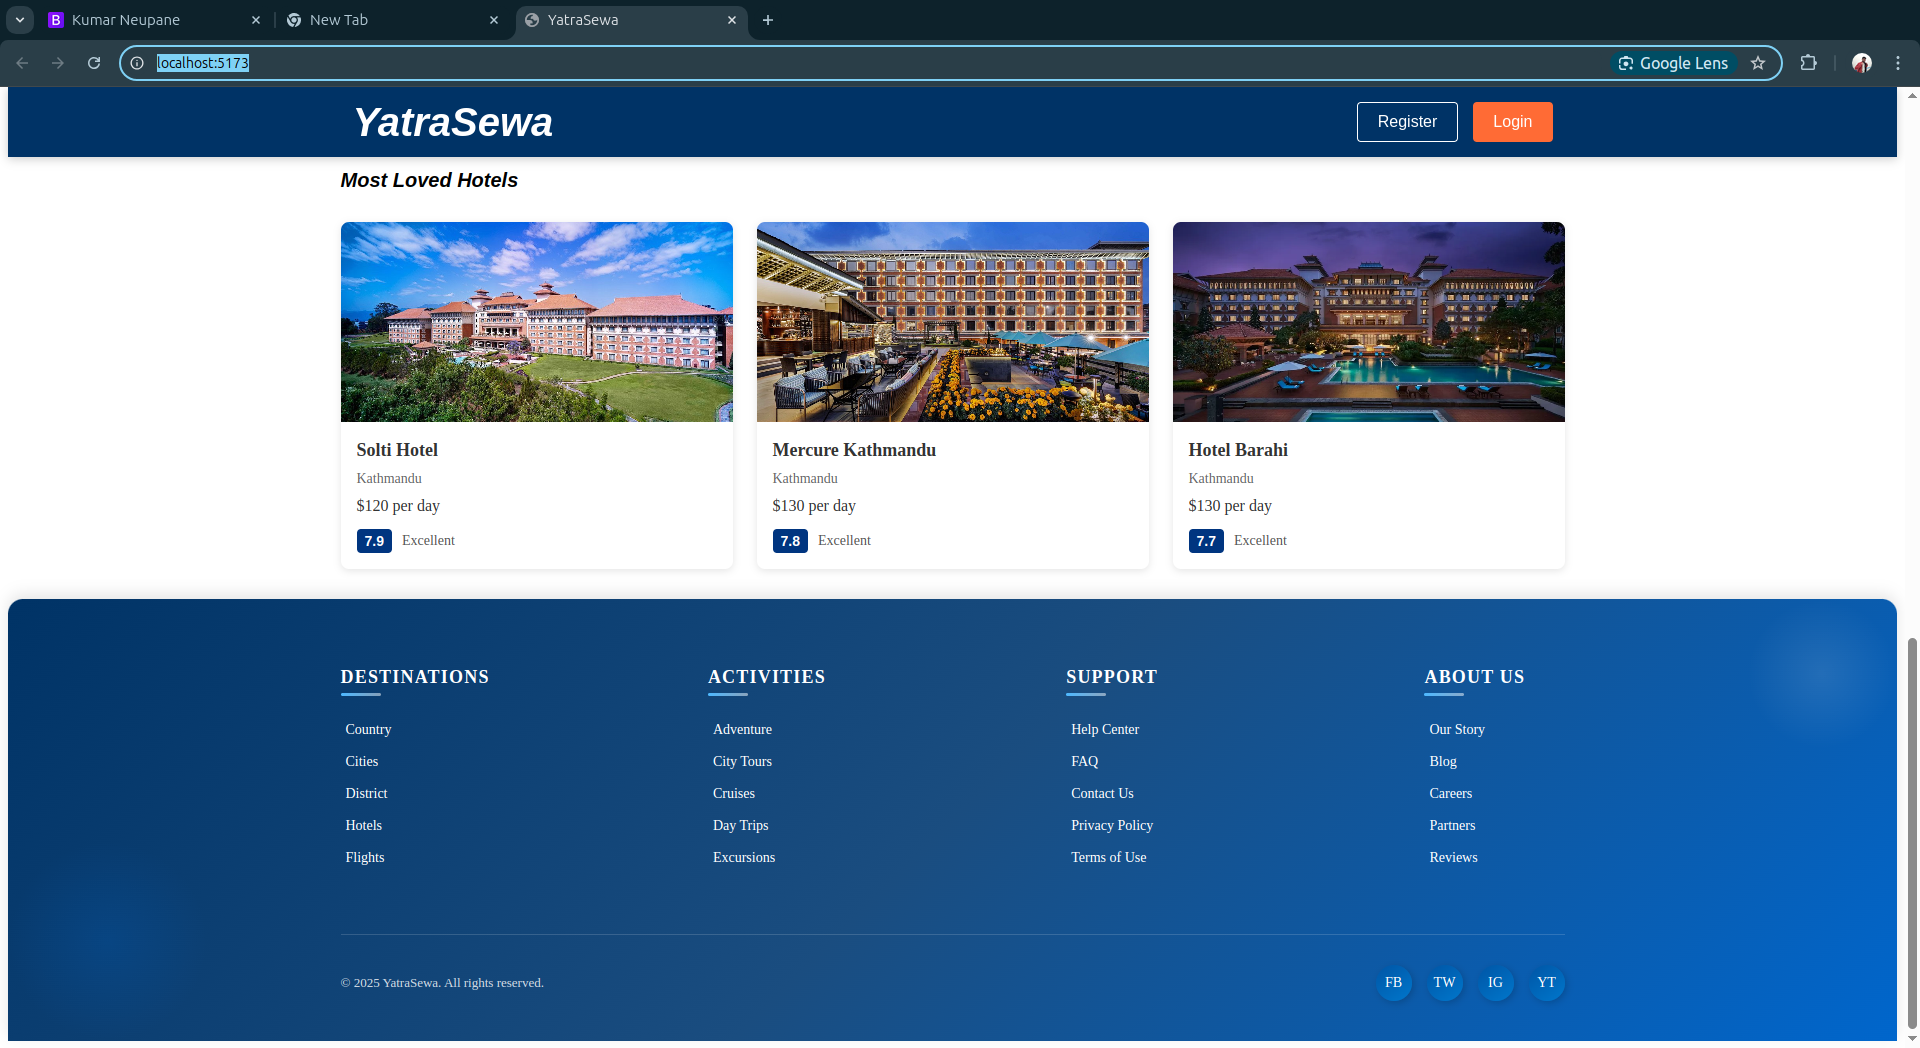 Kumar Neupane
New Tab
YatraSewa
localhost:5173
Google Lens
YatraSewa
Register
Login
Most Loved Hotels
Solti Hotel
Kathmandu
$120 per day
7.9 Excellent
Mercure Kathmandu
Kathmandu
$130 per day
7.8 Excellent
Hotel Barahi
Kathmandu
$130 per day
7.7 Excellent
DESTINATIONS
Country
Cities
District
Hotels
Flights
ACTIVITIES
Adventure
City Tours
Cruises
Day Trips
Excursions
SUPPORT
Help Center
FAQ
Contact Us
Privacy Policy
Terms of Use
ABOUT US
Our Story
Blog
Careers
Partners
Reviews
© 2025 YatraSewa. All rights reserved.
FB TW IG YT